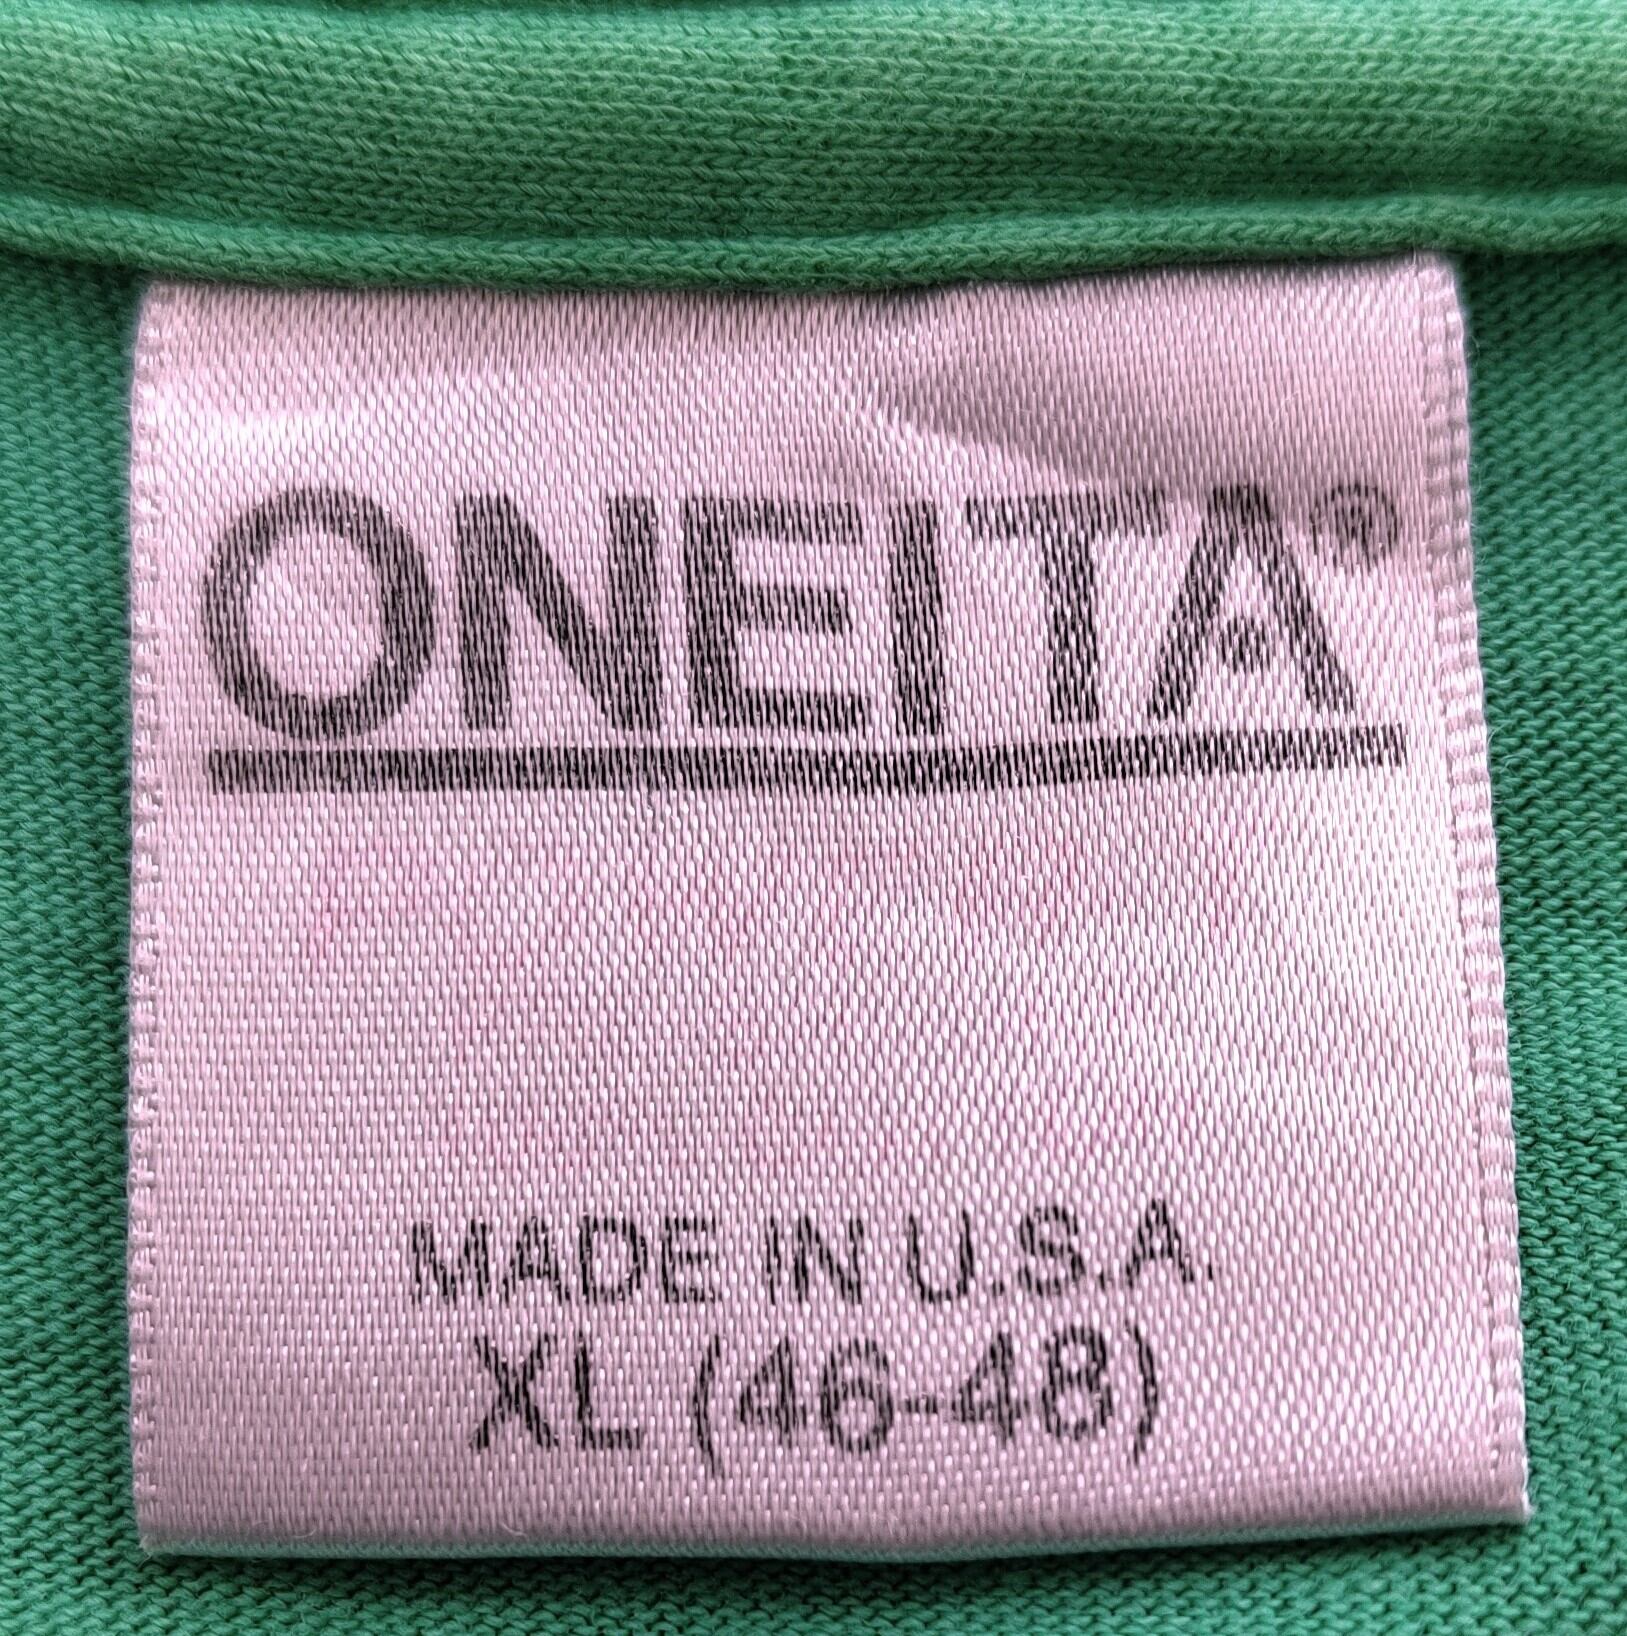 ONEITA®
MADE IN U.S.A.
XL (46-48)